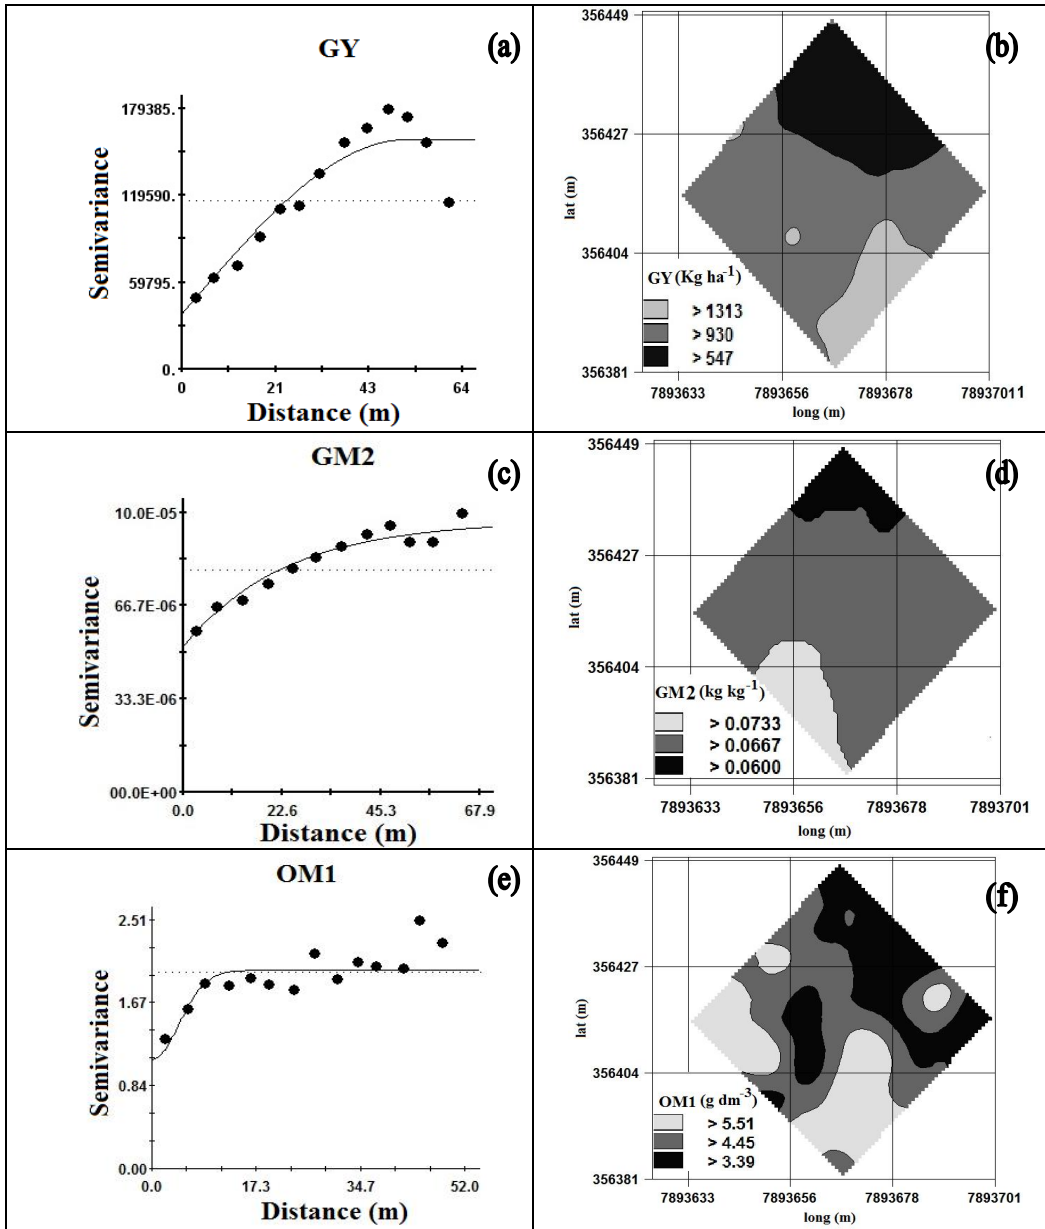 GY
(a)
179385.
119590.
59795.
0.
Semivariance
0
21
43
64
Distance (m)
(b)
356449
356427
356404
356381
lat (m)
GY (Kg ha-1)
> 1313
> 930
> 547
7893633
7893656
7893678
78937011
long (m)
GM2
(c)
10.0E-05
66.7E-06
33.3E-06
00.0E+00
Semivariance
0.0
22.6
45.3
67.9
Distance (m)
(d)
356449
356427
356404
356381
lat (m)
GM2 (kg kg-1)
> 0.0733
> 0.0667
> 0.0600
7893633
7893656
7893678
7893701
long (m)
OM1
(e)
2.51
1.67
0.84
0.00
Semivariance
0.0
17.3
34.7
52.0
Distance (m)
(f)
356449
356427
356404
356381
lat (m)
OM1 (g dm-3)
> 5.51
> 4.45
> 3.39
7893633
7893656
7893678
7893701
long (m)